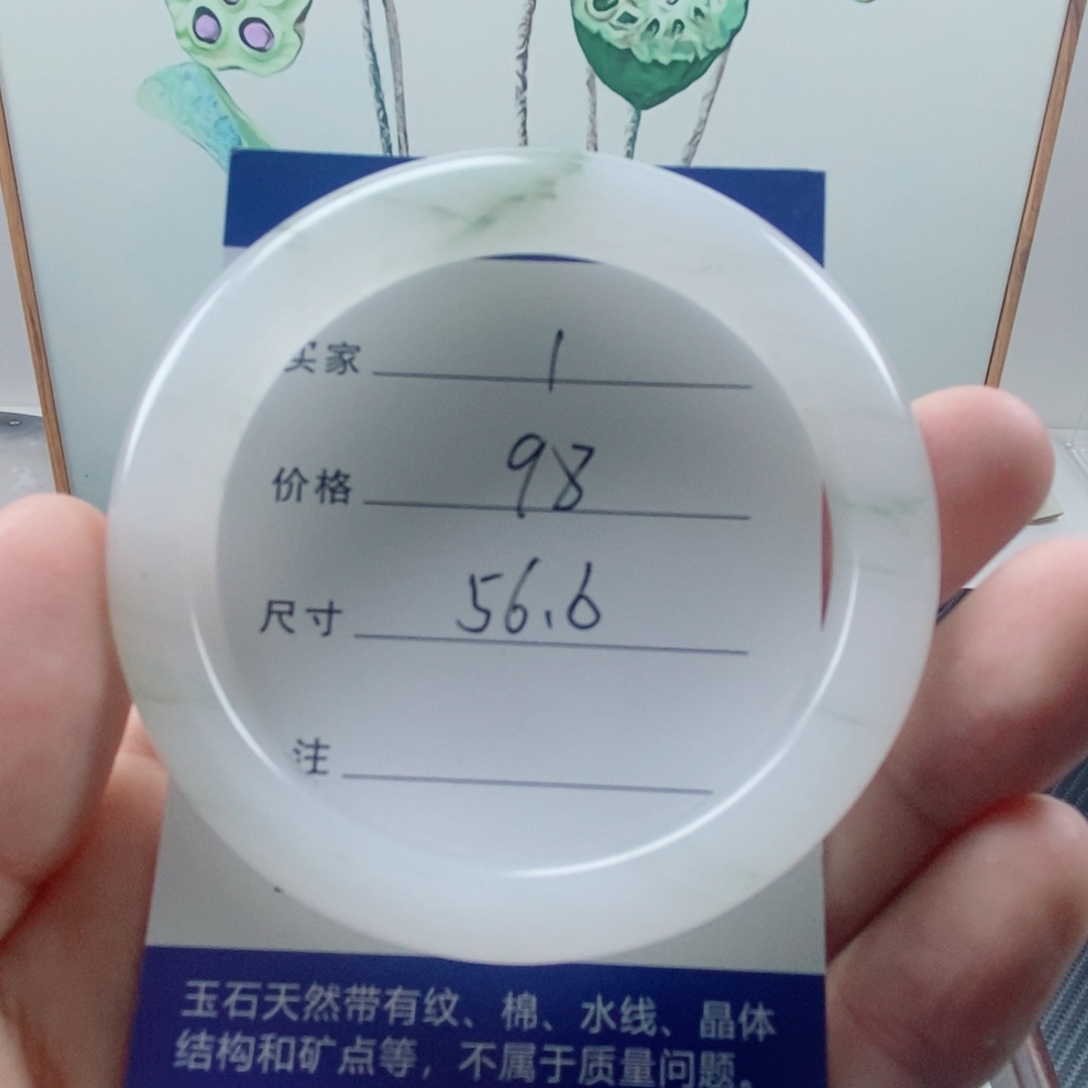 买家 1
价格 98
尺寸 56.6
注
玉石天然带有纹、棉、水线、晶体
结构和矿点等，不属于质量问题。